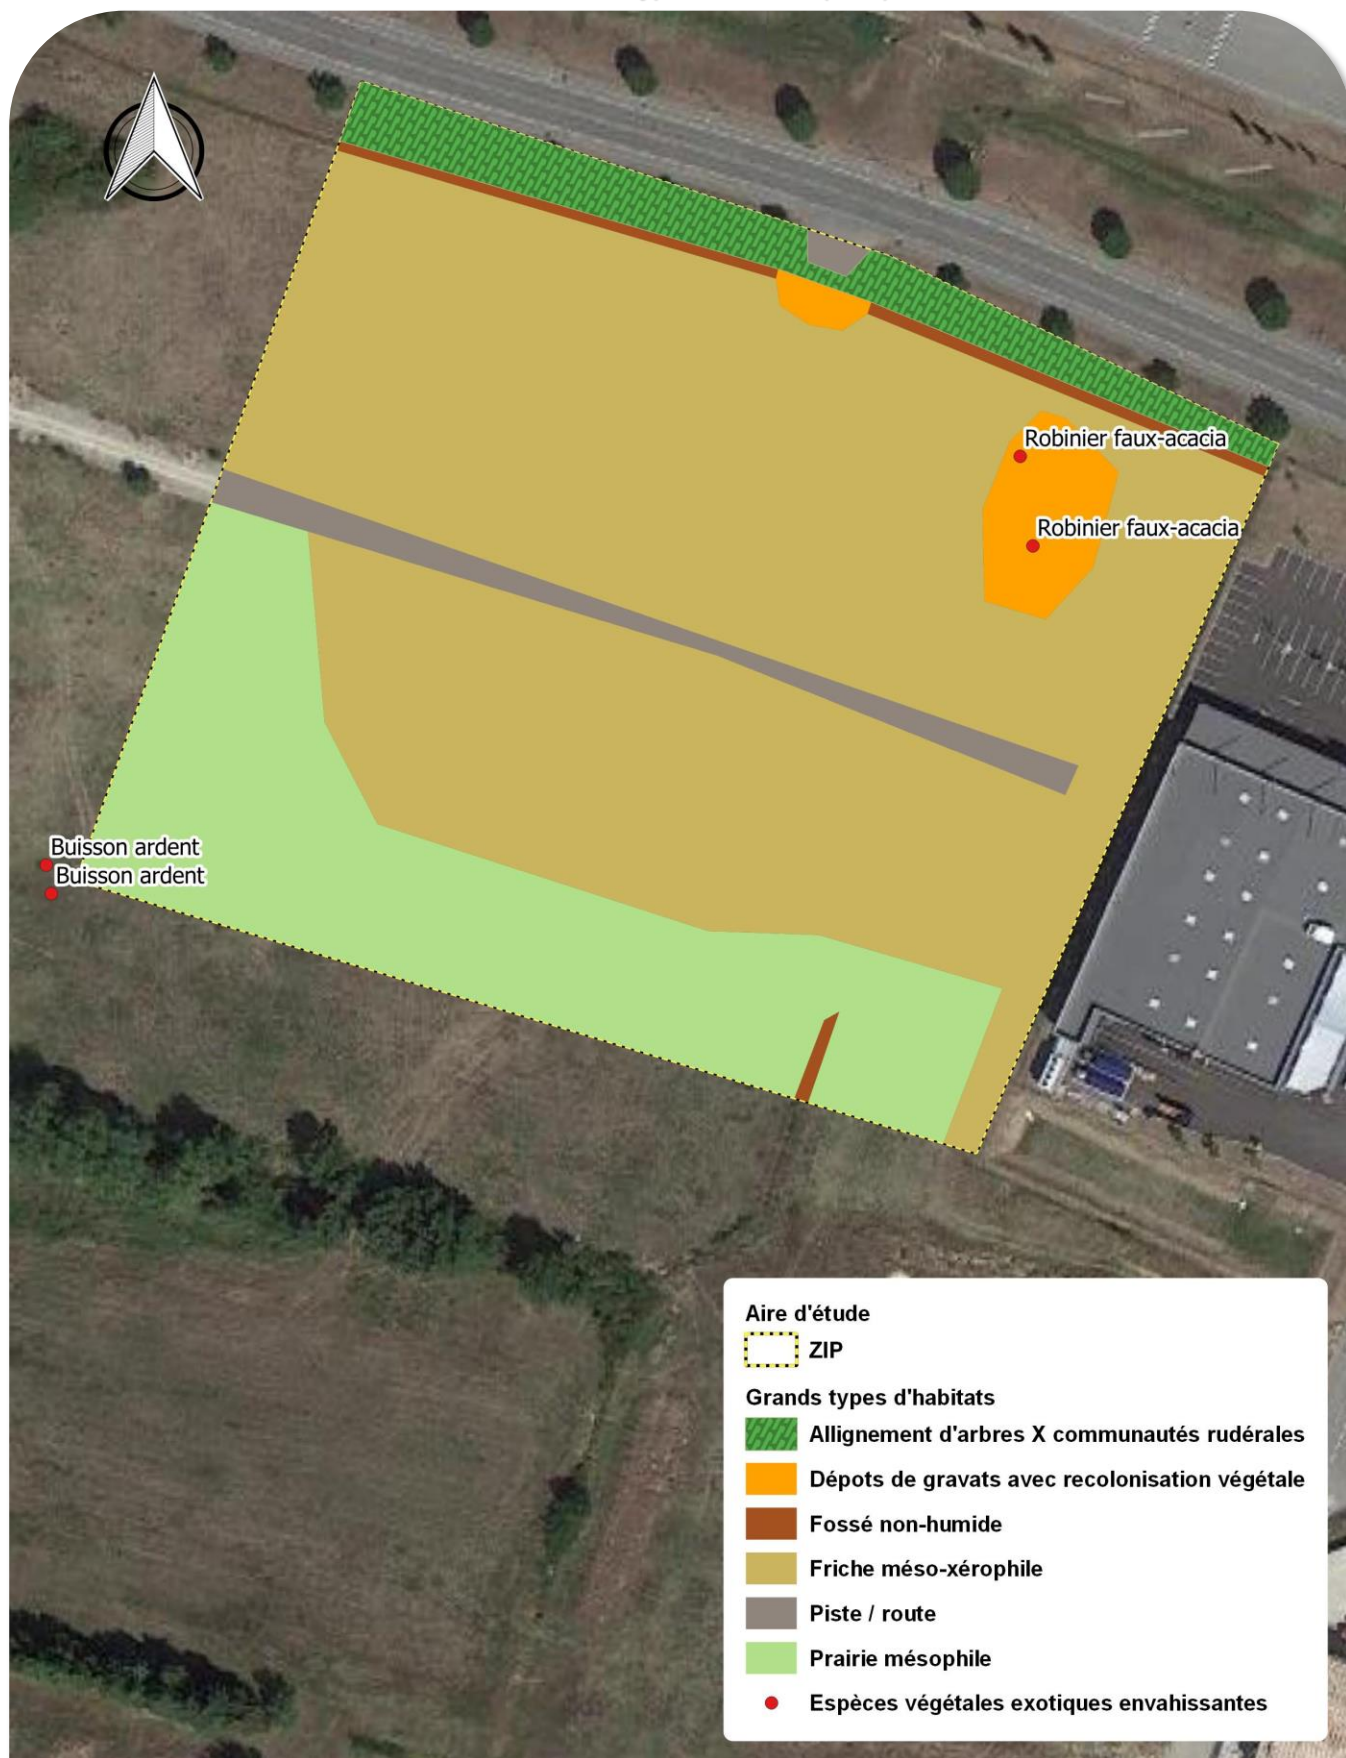 Robinier faux-acacia
Robinier faux-acacia
Buisson ardent
Buisson ardent
Aire d'étude
ZIP
Grands types d'habitats
Allignement d'arbres X communautés rudérales
Dépots de gravats avec recolonisation végétale
Fossé non-humide
Friche méso-xérophile
Piste / route
Prairie mésophile
Espèces végétales exotiques envahissantes